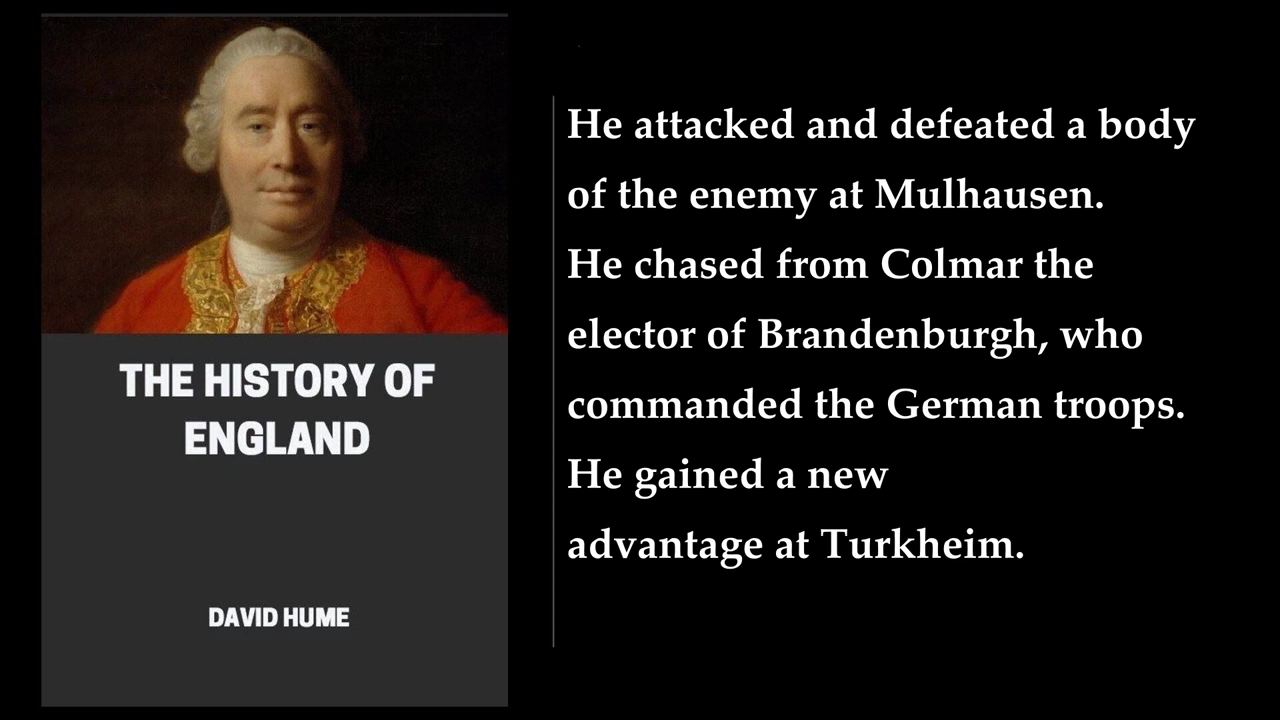 THE HISTORY OF
ENGLAND
DAVID HUME
He attacked and defeated a body
of the enemy at Mulhausen.
He chased from Colmar the
elector of Brandenburgh, who
commanded the German troops.
He gained a new
advantage at Turkheim.